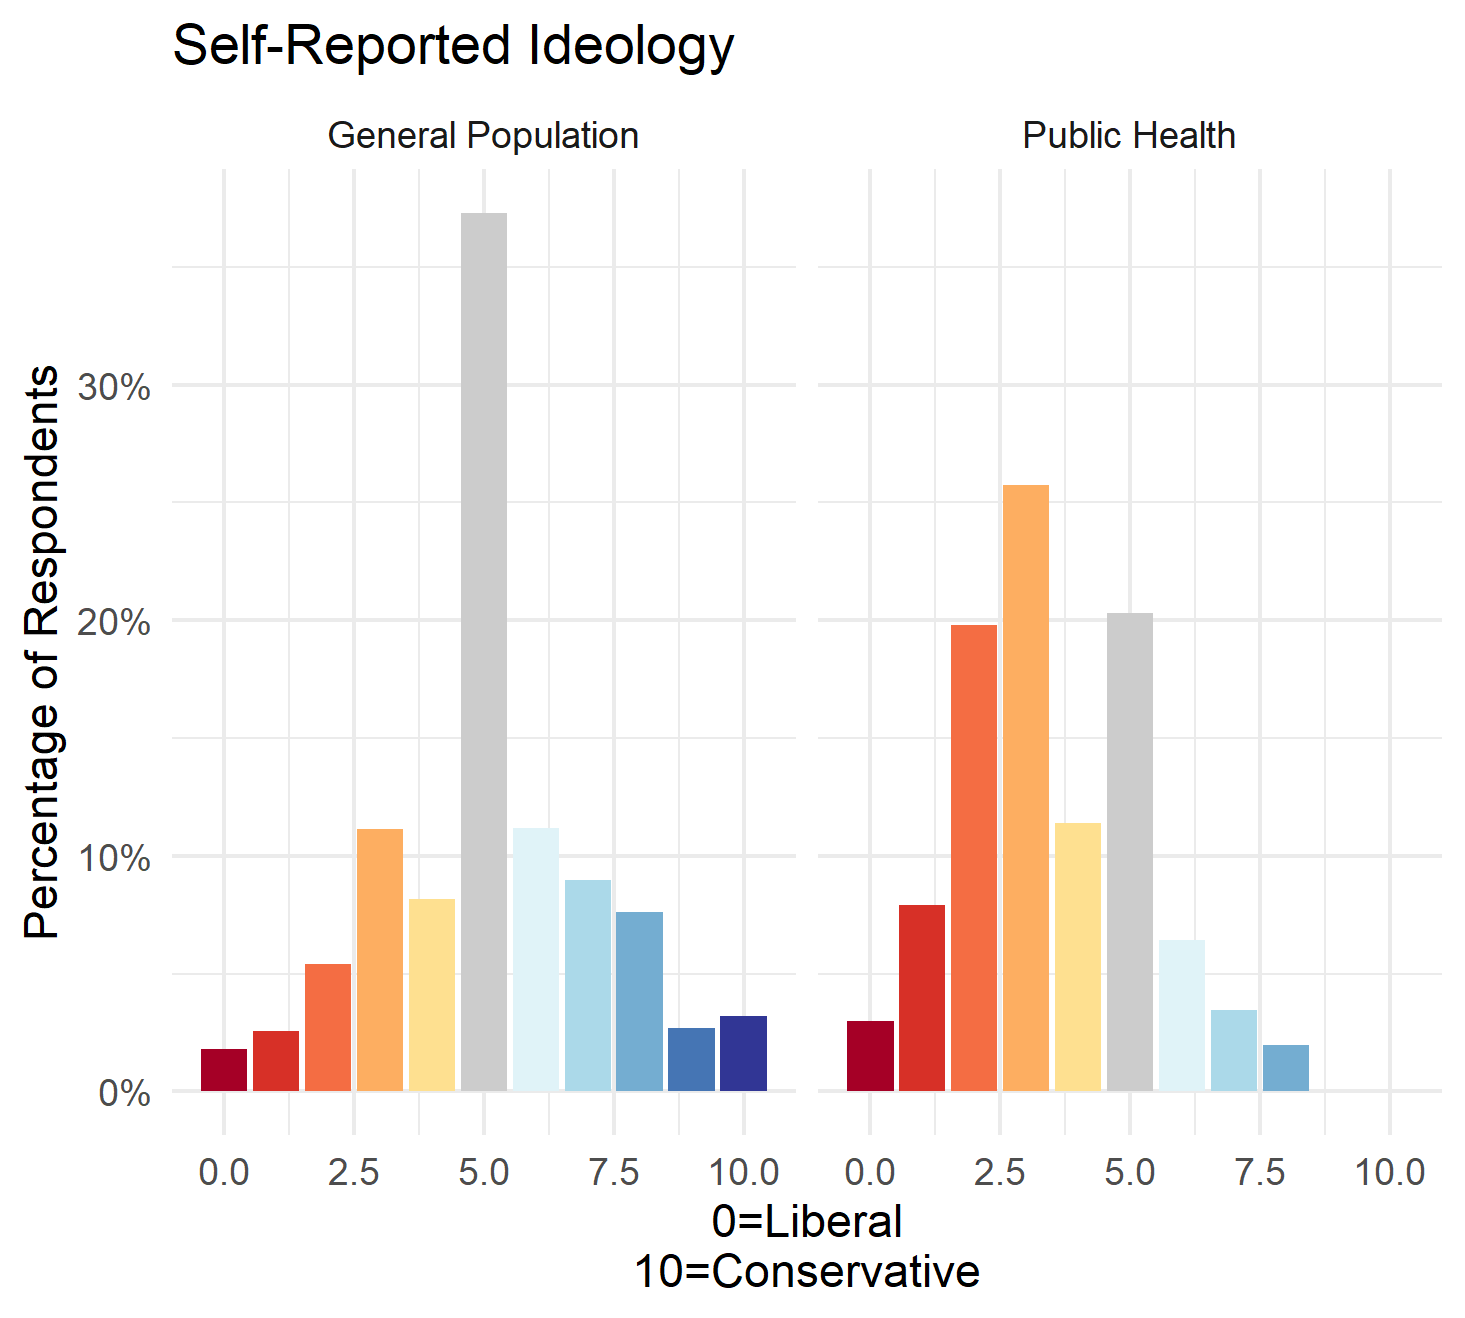 Self-Reported Ideology
General Population
Public Health
Percentage of Respondents
30%
20%
10%
0%
0.0 2.5 5.0 7.5 10.0
0.0 2.5 5.0 7.5 10.0
0=Liberal
10=Conservative